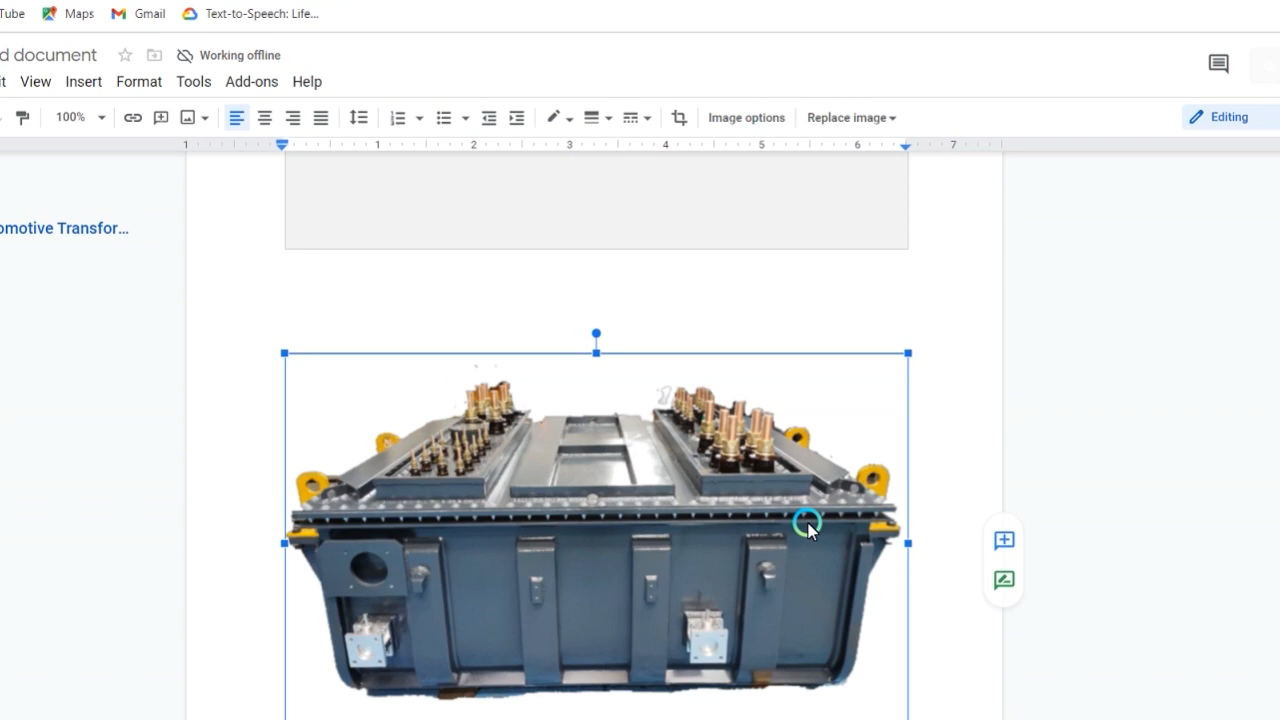 Tube Maps Gmail Text-to-Speech: Life...
d document Working offline
it View Insert Format Tools Add-ons Help
100% Image options Replace image Editing
1 1 2 3 4 5 6 7
omotive Transfor...